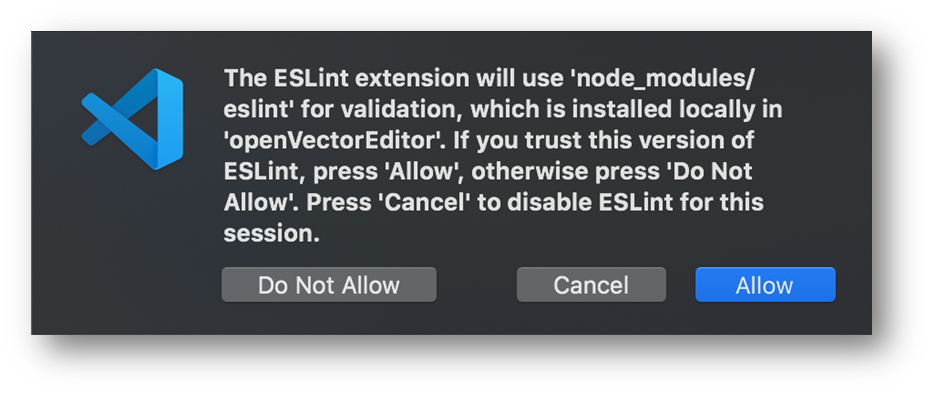 The ESLint extension will use 'node_modules/
eslint' for validation, which is installed locally in
'openVectorEditor'. If you trust this version of
ESLint, press 'Allow', otherwise press 'Do Not
Allow'. Press 'Cancel' to disable ESLint for this
session.
Do Not Allow
Cancel
Allow